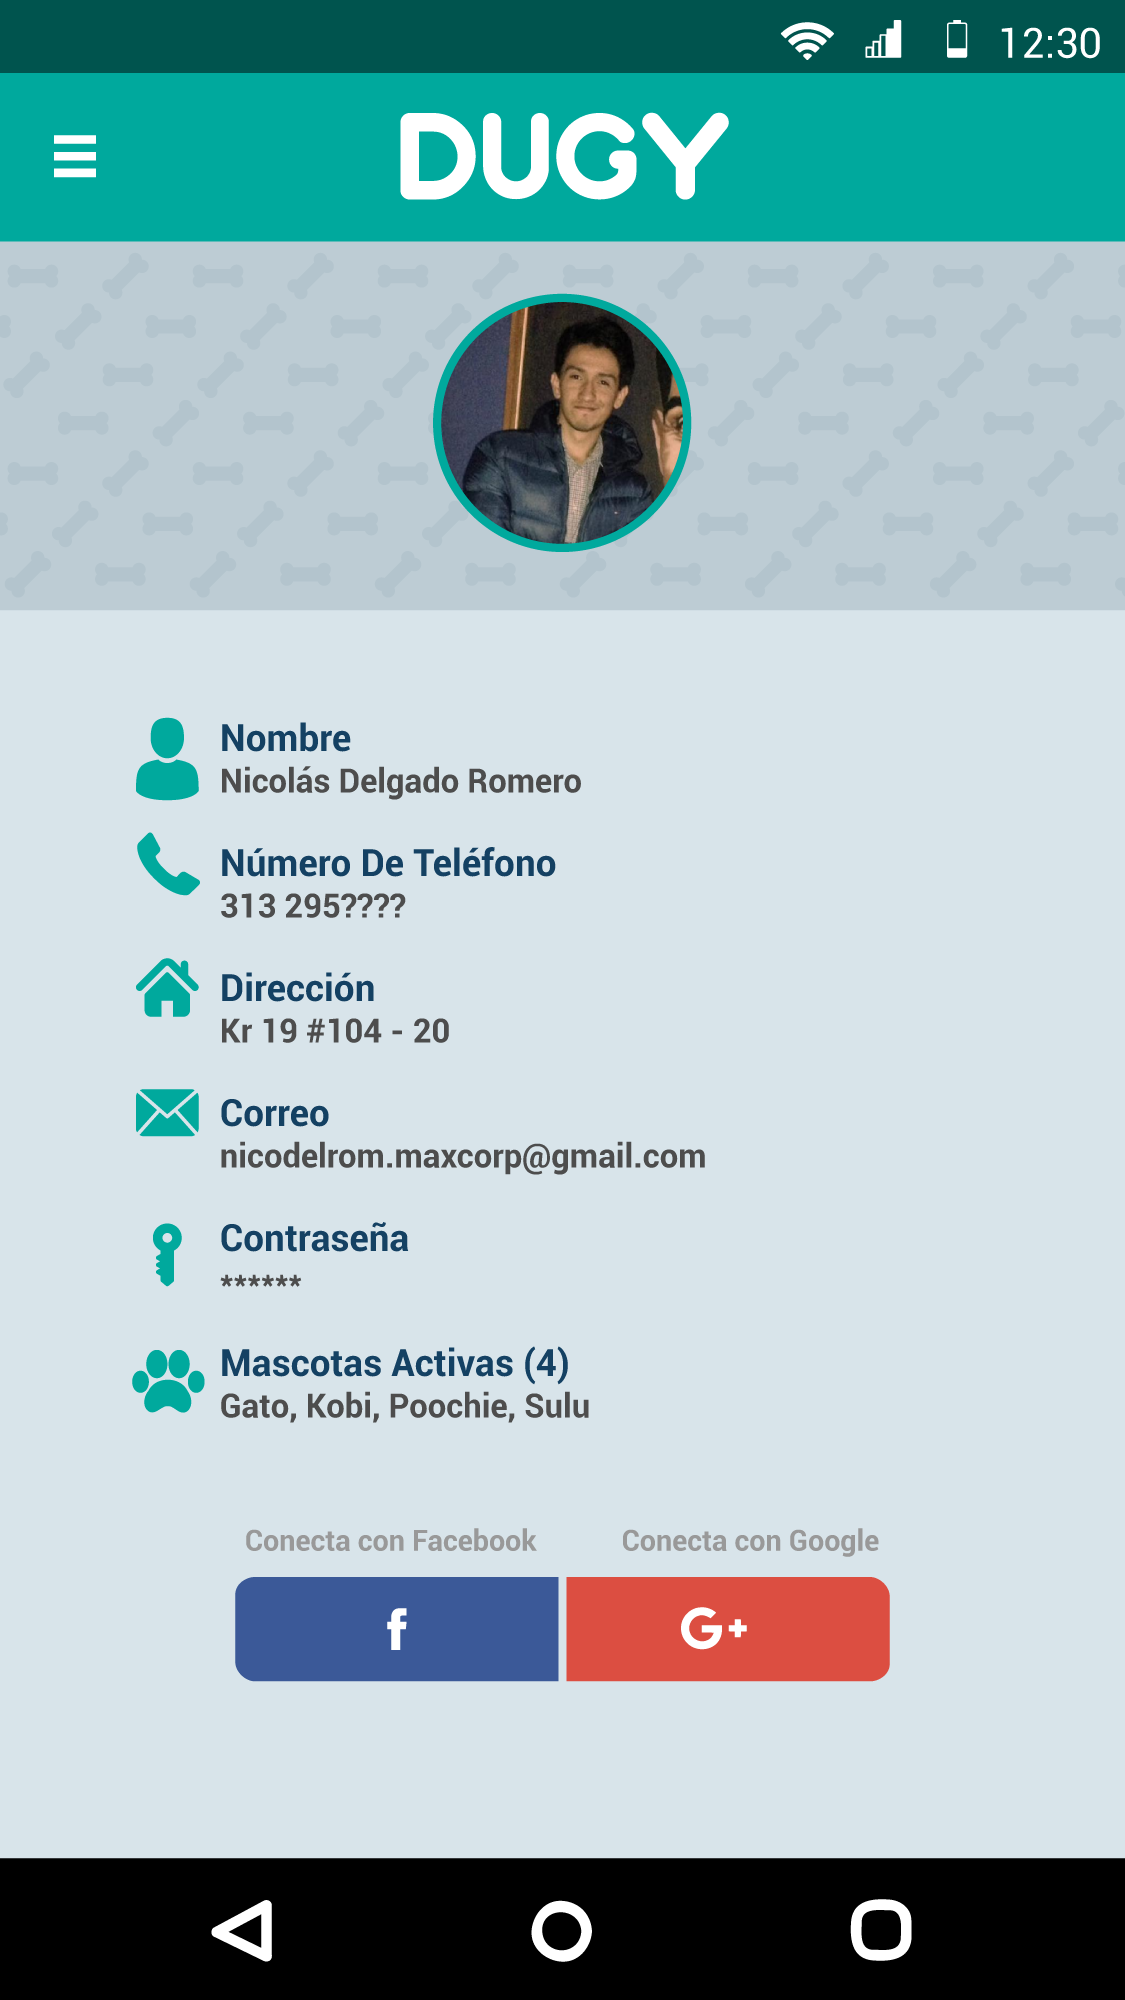 12:30
DUGY
Nombre
Nicolás Delgado Romero
Número De Teléfono
313 295????
Dirección
Kr 19 #104 - 20
Correo
nicodelrom.maxcorp@gmail.com
Contraseña
******
Mascotas Activas (4)
Gato, Kobi, Poochie, Sulu
Conecta con Facebook
Conecta con Google
f
G+